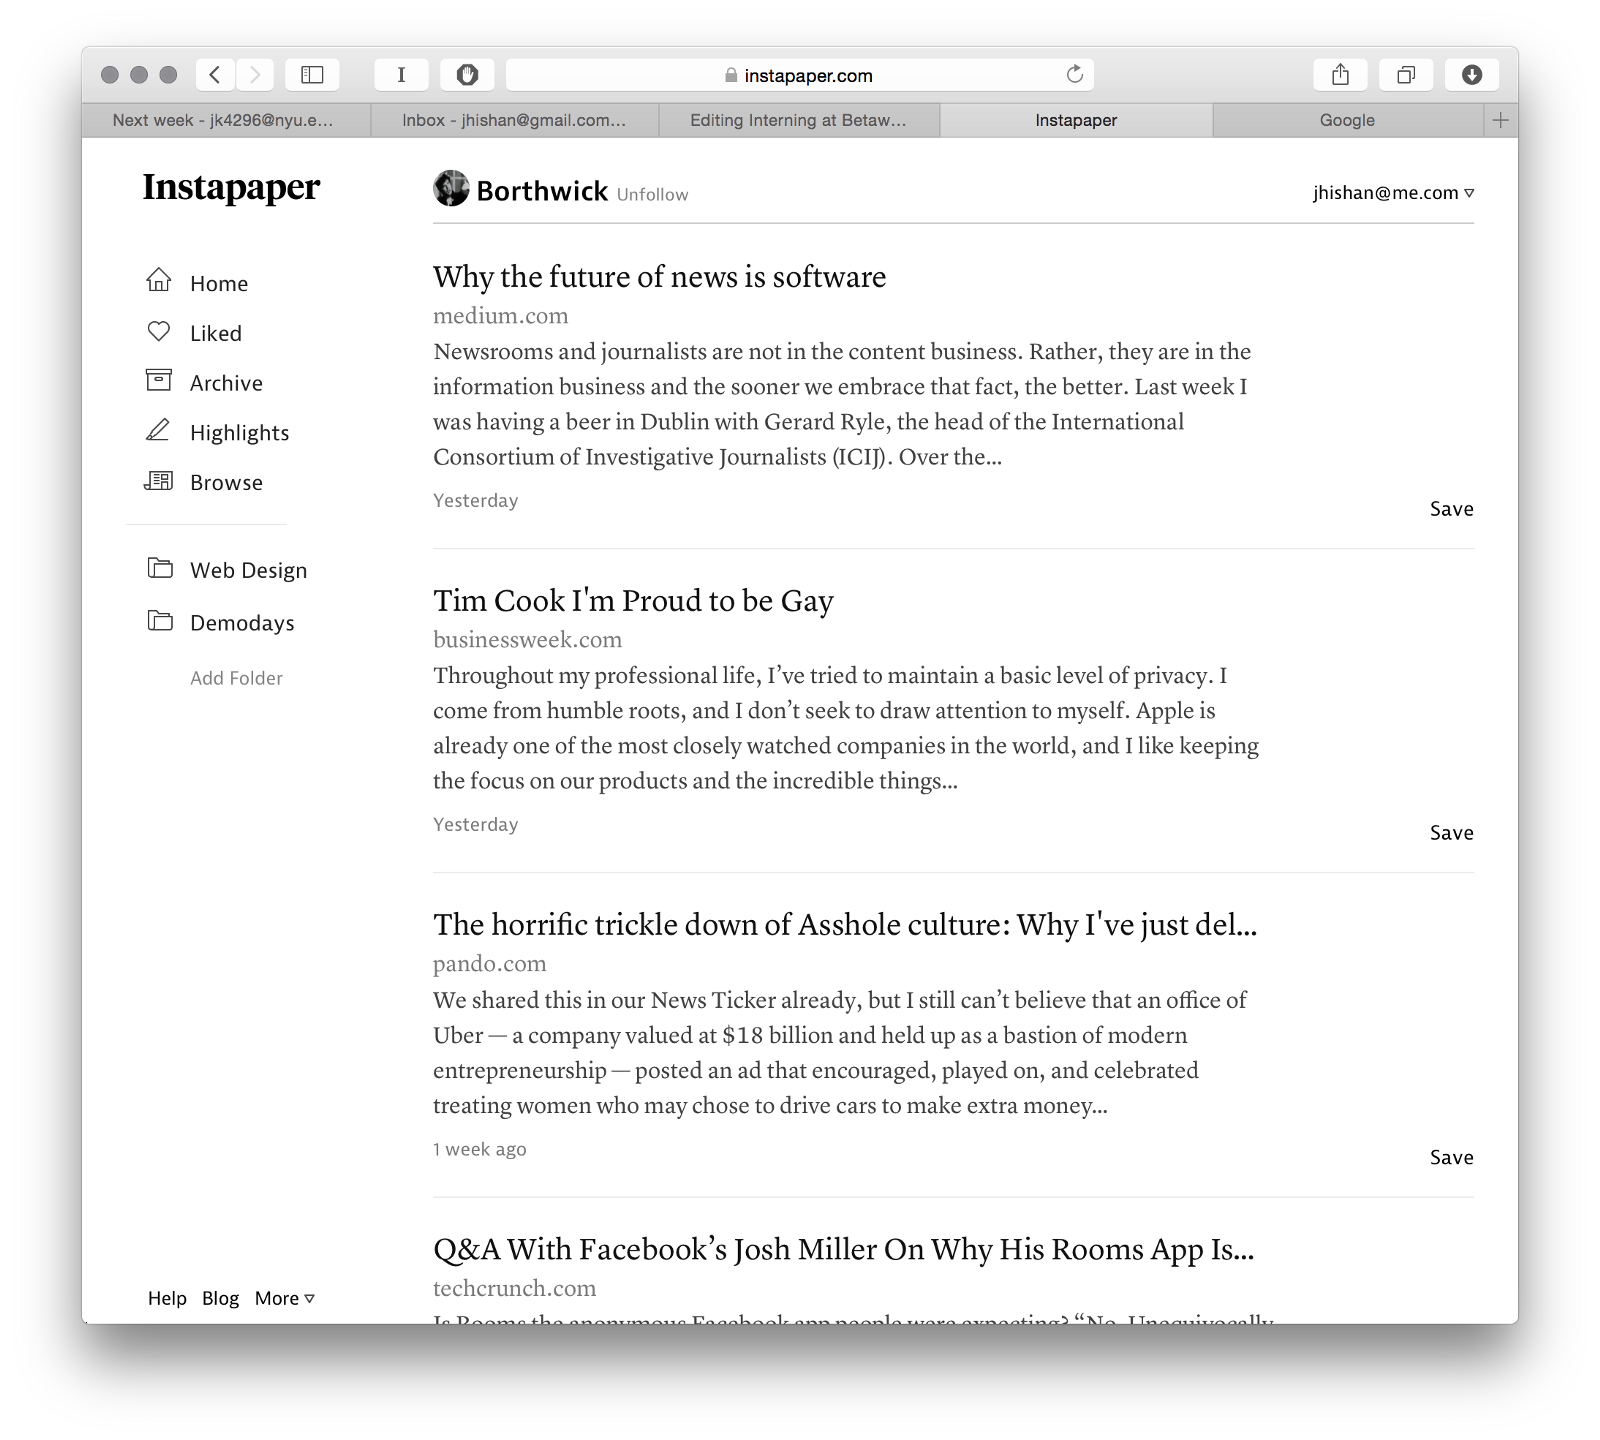 I
instapaper.com
Next week - jk4296@nyu.e...
Inbox - jhishan@gmail.com...
Editing Interning at Betaw...
Instapaper
Google
Instapaper
Home
Liked
Archive
Highlights
Browse
Web Design
Demodays
Add Folder
Help Blog More
Borthwick Unfollow
jhishan@me.com
Why the future of news is software
medium.com
Newsrooms and journalists are not in the content business. Rather, they are in the
information business and the sooner we embrace that fact, the better. Last week I
was having a beer in Dublin with Gerard Ryle, the head of the International
Consortium of Investigative Journalists (ICIJ). Over the...
Yesterday
Save
Tim Cook I'm Proud to be Gay
businessweek.com
Throughout my professional life, I’ve tried to maintain a basic level of privacy. I
come from humble roots, and I don’t seek to draw attention to myself. Apple is
already one of the most closely watched companies in the world, and I like keeping
the focus on our products and the incredible things...
Yesterday
Save
The horrific trickle down of Asshole culture: Why I've just del...
pando.com
We shared this in our News Ticker already, but I still can’t believe that an office of
Uber — a company valued at $18 billion and held up as a bastion of modern
entrepreneurship — posted an ad that encouraged, played on, and celebrated
treating women who may chose to drive cars to make extra money...
1 week ago
Save
Q&A With Facebook’s Josh Miller On Why His Rooms App Is...
techcrunch.com
Is Rooms the anonymous Facebook app people were expecting? “No. Unequivocally